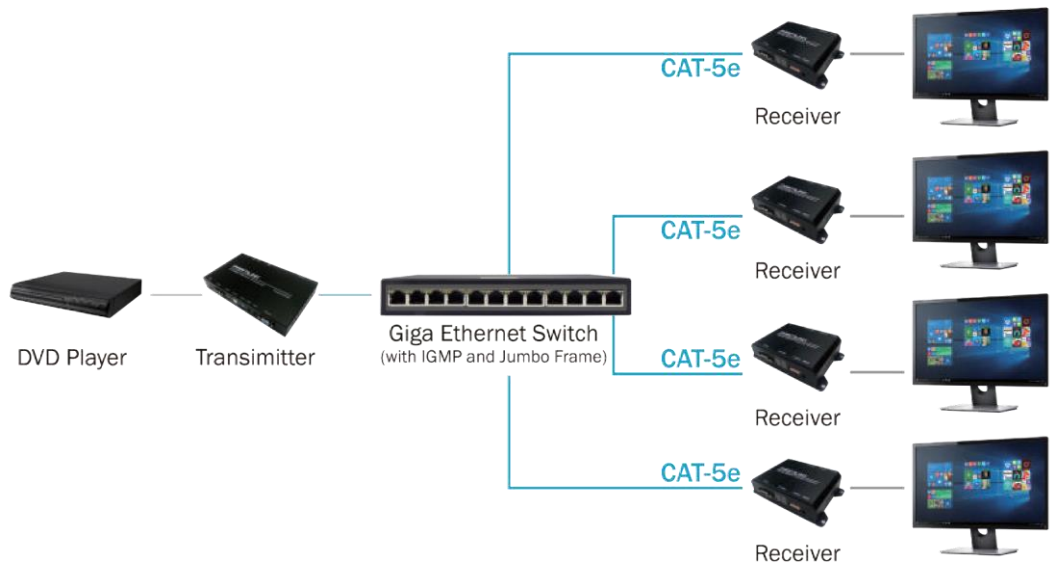 CAT-5e
Receiver
CAT-5e
Receiver
DVD Player
Transimitter
Giga Ethernet Switch
(with IGMP and Jumbo Frame)
CAT-5e
Receiver
CAT-5e
Receiver